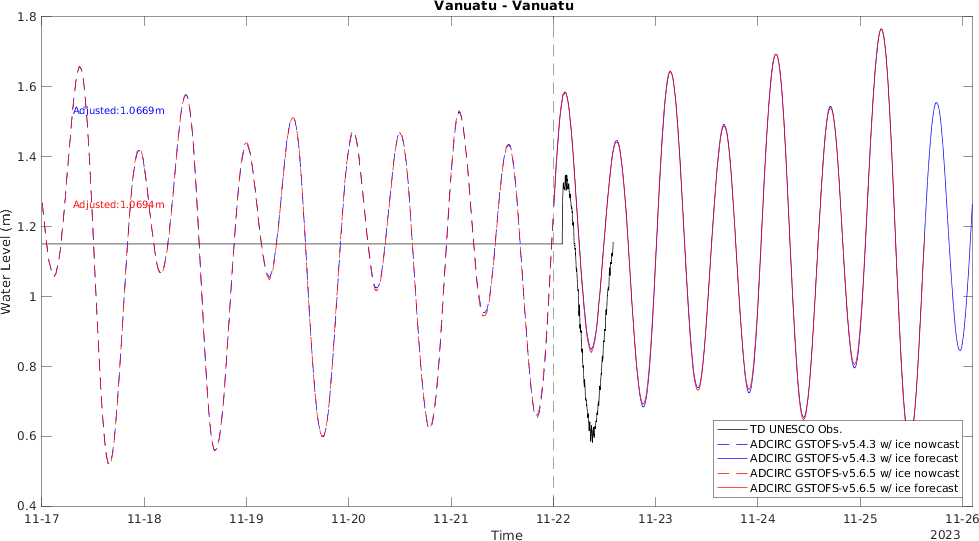 Vanuatu - Vanuatu
1.8
1.6
1.4
1.2
1
0.8
0.6
0.4
Water Level (m)
Adjusted:1.0669m
Adjusted:1.0694m
TD UNESCO Obs.
ADCIRC GSTOFS-v5.4.3 w/ ice nowcast
ADCIRC GSTOFS-v5.4.3 w/ ice forecast
ADCIRC GSTOFS-v5.6.5 w/ ice nowcast
ADCIRC GSTOFS-v5.6.5 w/ ice forecast
11-17 11-18 11-19 11-20 11-21 11-22 11-23 11-24 11-25 11-26
Time
2023